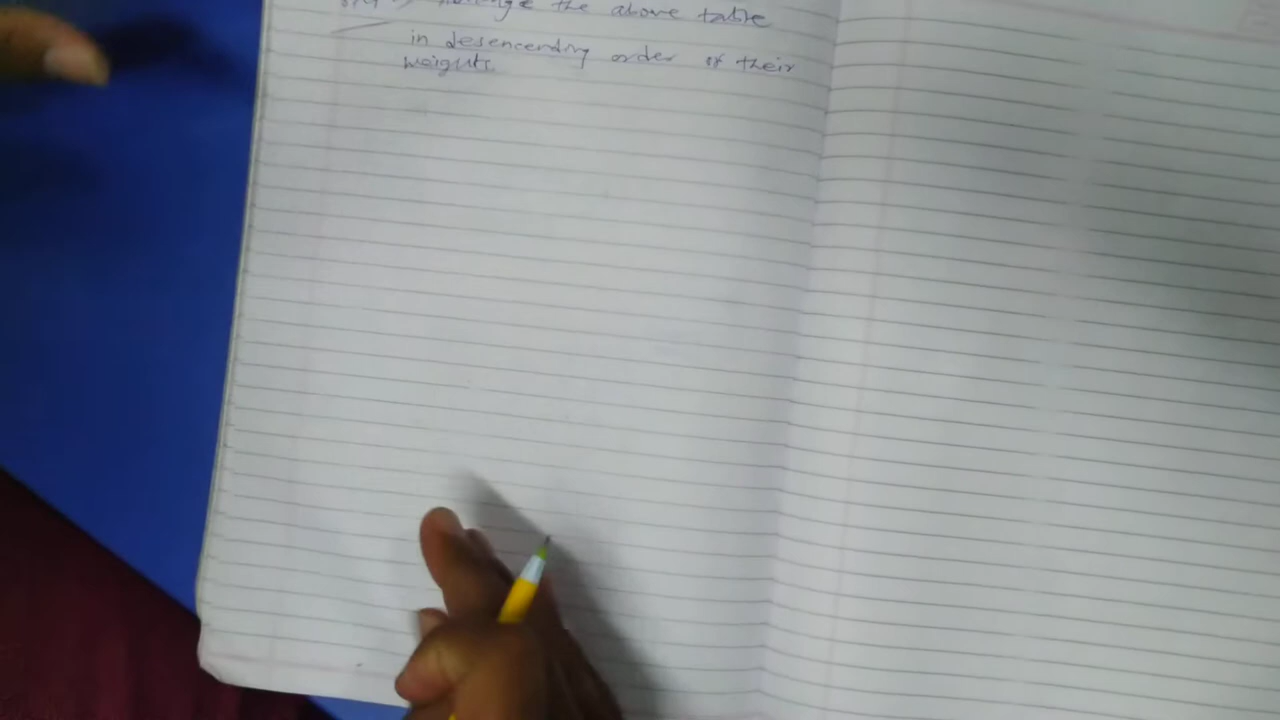 the above table
in desencending order of their
weights.